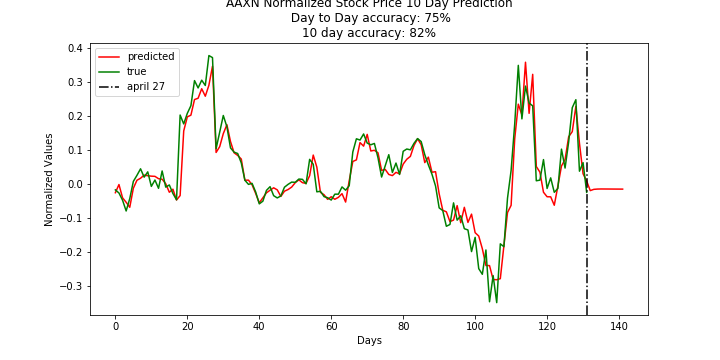 AAXN Normalized Stock Price 10 Day Prediction
Day to Day accuracy: 75%
10 day accuracy: 82%
predicted
true
april 27
Normalized Values
0.4
0.3
0.2
0.1
0.0
−0.1
−0.2
−0.3
0 20 40 60 80 100 120 140
Days